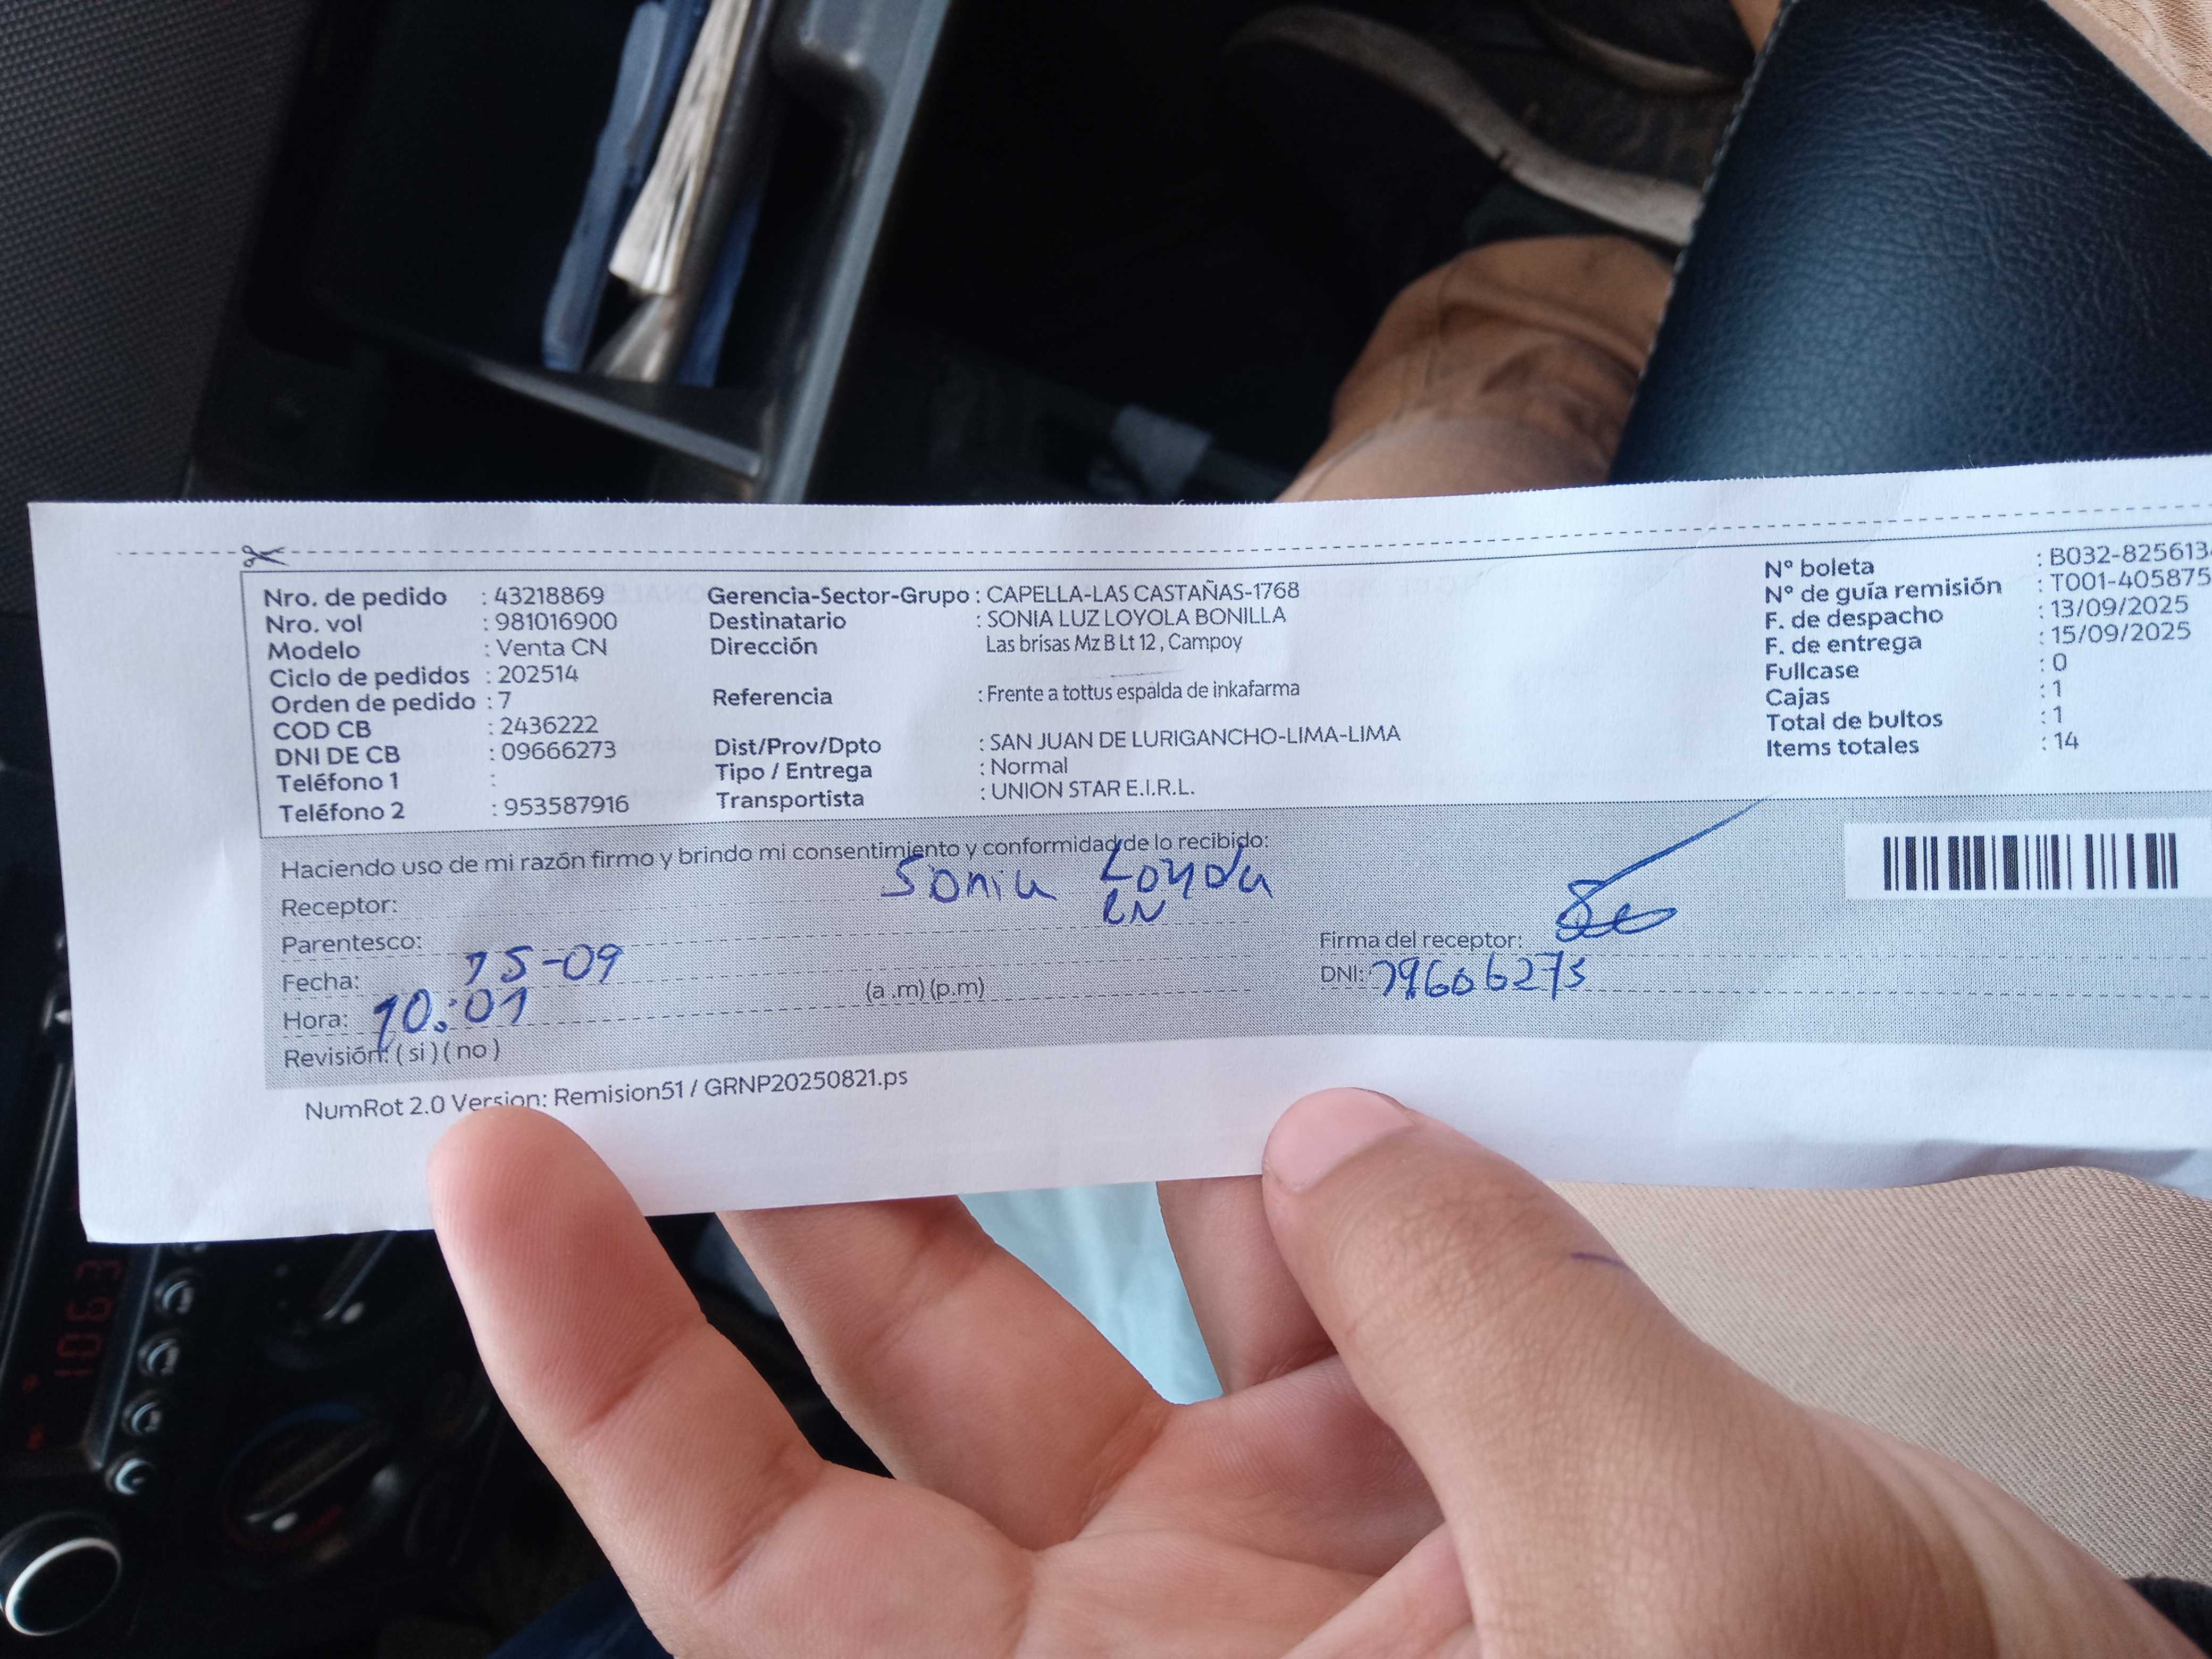 Nro. de pedido : 43218869
Nro. vol : 981016900
Modelo : Venta CN
Ciclo de pedidos : 202514
Orden de pedido : 7
COD CB : 2436222
DNI DE CB : 09666273
Teléfono 1 :
Teléfono 2 : 953587916
Gerencia-Sector-Grupo : CAPELLA-LAS CASTAÑAS-1768
Destinatario : SONIA LUZ LOYOLA BONILLA
Dirección Las brisas Mz B Lt 12 , Campoy
Referencia : Frente a tottus espalda de inkafarma
Dist/Prov/Dpto : SAN JUAN DE LURIGANCHO-LIMA-LIMA
Tipo / Entrega : Normal
Transportista : UNION STAR E.I.R.L.
N° boleta : B032-825613
N° de guía remisión : T001-405875
F. de despacho : 13/09/2025
F. de entrega : 15/09/2025
Fullcase : 0
Cajas : 1
Total de bultos : 1
Items totales : 14
Haciendo uso de mi razón firmo y brindo mi consentimiento y conformidad de lo recibido:
Receptor: Sonia Loyola
Parentesco:
Fecha: 15-09
Hora: 10:01 (a .m) (p.m)
Revisión: ( si ) ( no )
Firma del receptor:
DNI:
NumRot 2.0 Version: Remision51 / GRNP20250821.ps
1063